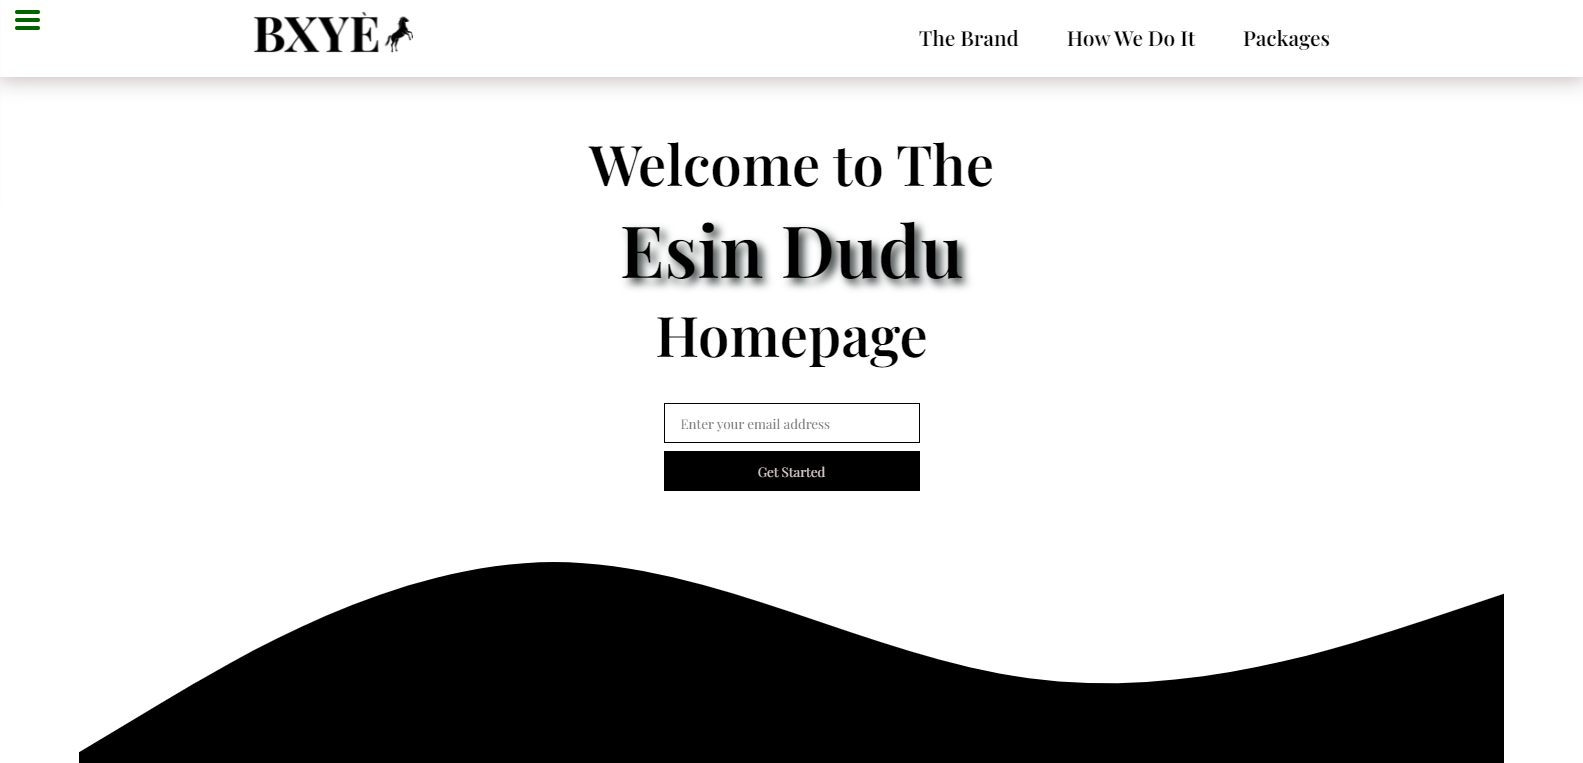 BXYÈ
The Brand How We Do It Packages
Welcome to The
Esin Dudu
Homepage
Enter your email address
Get Started